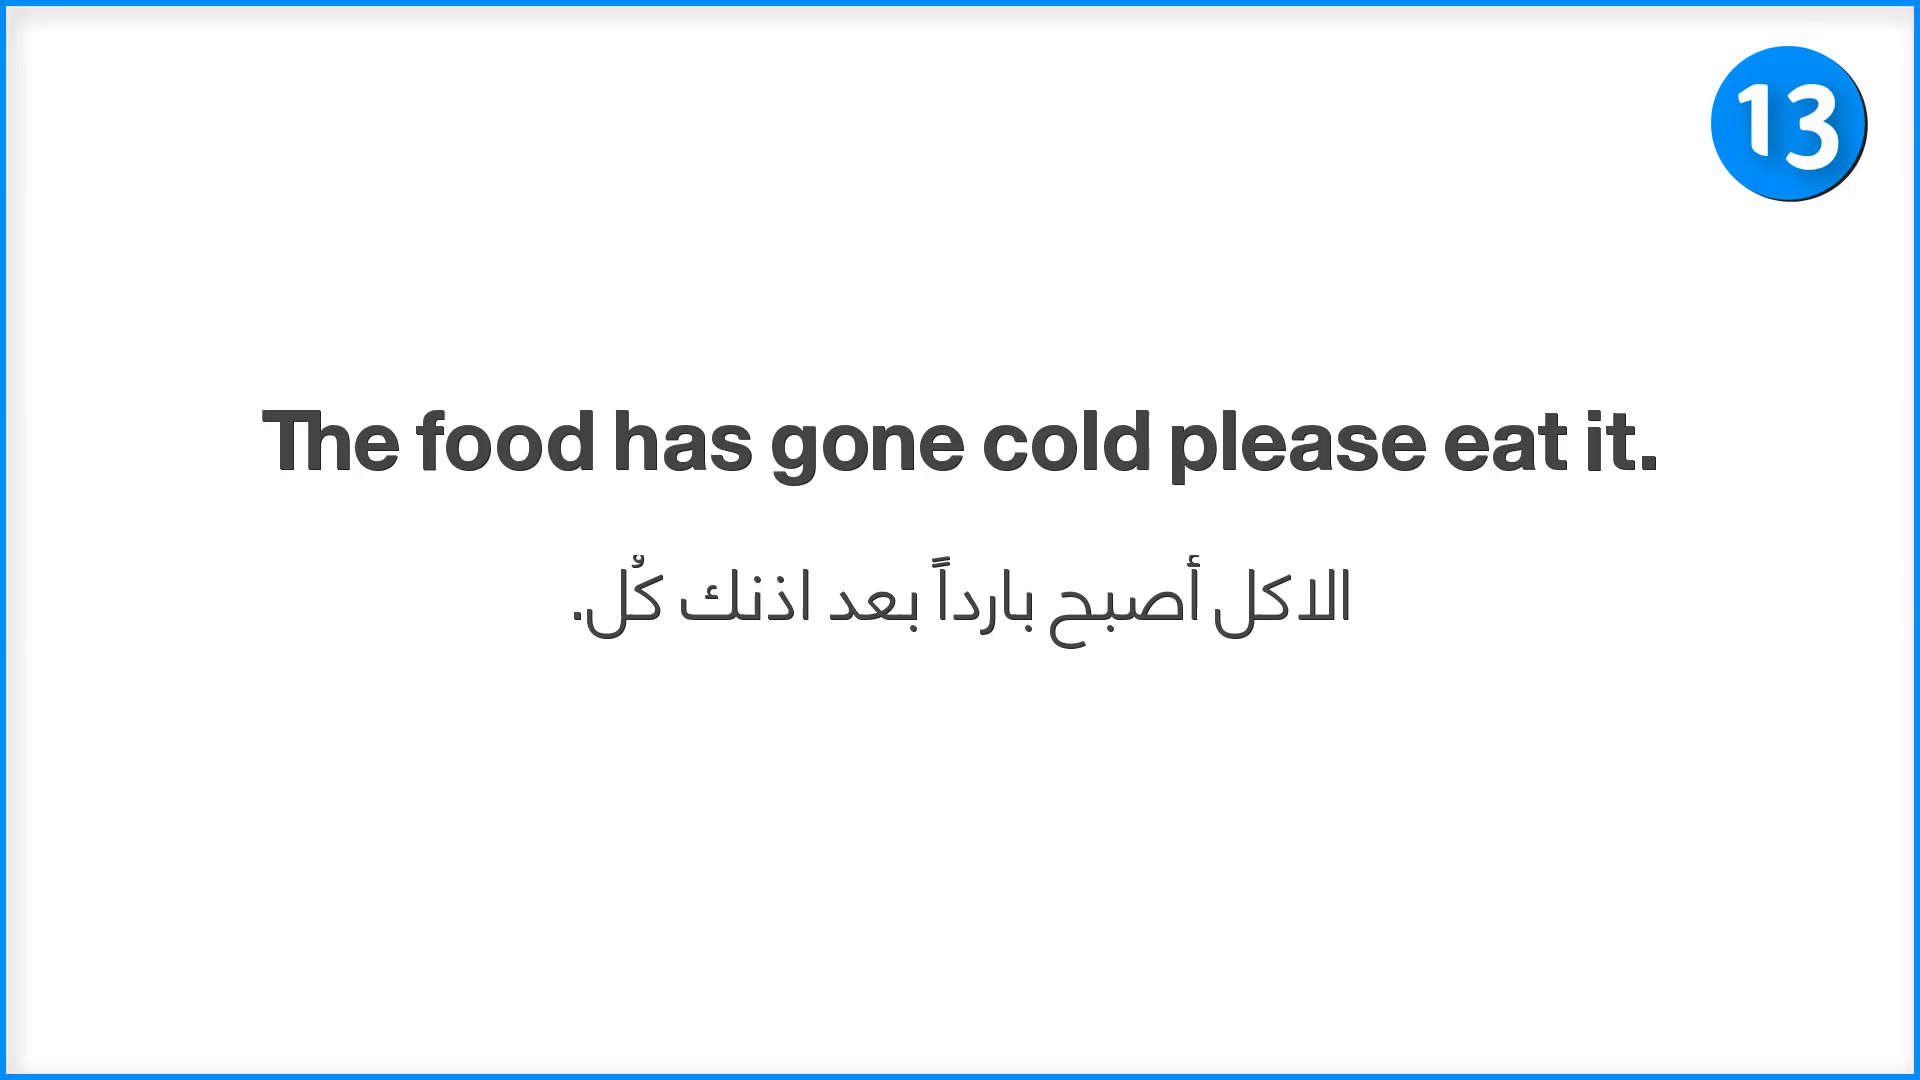 13
The food has gone cold please eat it.
الاكل أصبح بارداً بعد اذنك كُل.